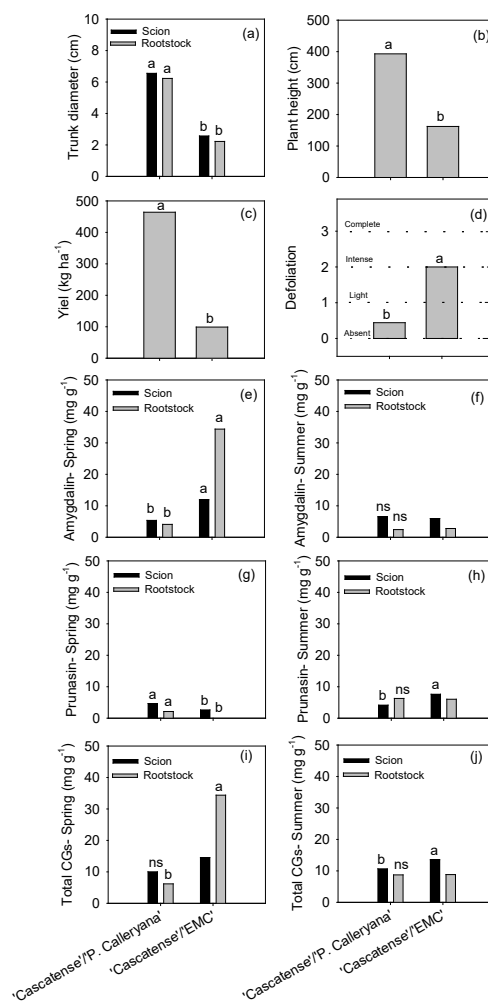 (a)
Scion
Rootstock
Trunk diameter (cm)
10
8
6
4
2
0
a a
b b
(b)
Plant height (cm)
500
400
300
200
100
0
a
b
(c)
Yiel (kg ha-1)
500
400
300
200
100
0
a
b
(d)
Defoliation
3
2
1
0
Complete
Intense
Light
Absent
b
a
(e)
Scion
Rootstock
Amygdalin- Spring (mg g-1)
50
40
30
20
10
0
b b
a
a
(f)
Scion
Rootstock
Amygdalin- Summer (mg g-1)
50
40
30
20
10
0
ns
ns
(g)
Scion
Rootstock
Prunasin- Spring (mg g-1)
50
40
30
20
10
0
a a
b b
(h)
Scion
Rootstock
Prunasin- Summer (mg g-1)
50
40
30
20
10
0
b ns
a
(i)
Scion
Rootstock
Total CGs- Spring (mg g-1)
50
40
30
20
10
0
ns
b
a
(j)
Scion
Rootstock
Total CGs- Summer (mg g-1)
50
40
30
20
10
0
b ns
a
'Cascatense'/'P. Calleryana'
'Cascatense'/'EMC'
'Cascatense'/'P. Calleryana'
'Cascatense'/'EMC'